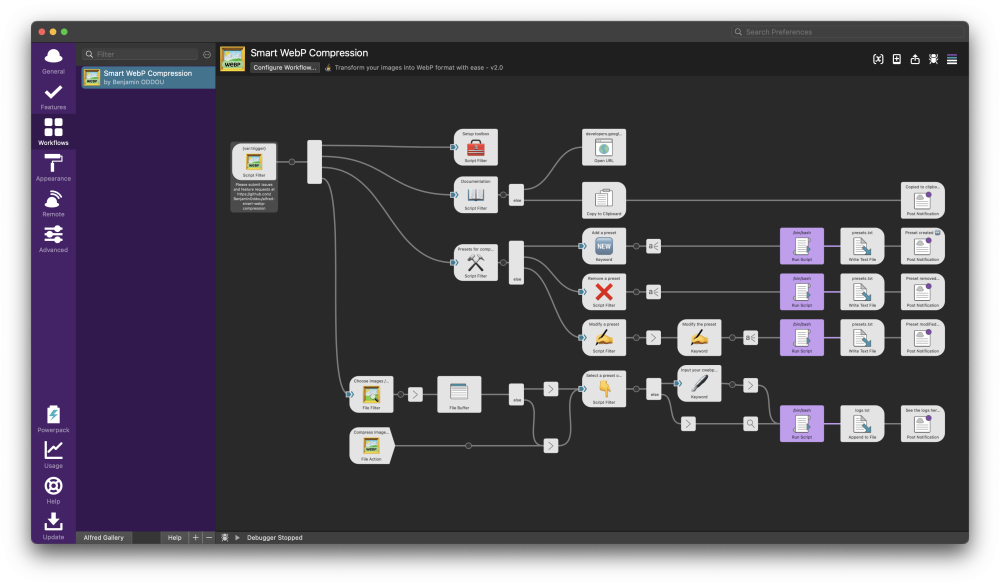 Search Preferences
General
Features
Workflows
Appearance
Remote
Advanced
Powerpack
Usage
Help
Update
Filter
Smart WebP Compression
by Benjamin ODDOU
Alfred Gallery
Help
+
−
WEBP
Smart WebP Compression
Configure Workflow...
Transform your images into WebP format with ease - v2.0
{var:trigger}
Script Filter
Please submit issues
and feature requests at
https://github.com/
BenjaminOddou/alfred-
smart-webp-
compression
Setup toolbox
Script Filter
Documentation
Script Filter
else
developers.googl...
Open URL
Copy to Clipboard
Copied to clipbo...
Post Notification
Presets for comp...
Script Filter
else
Add a preset
NEW
Keyword
/bin/bash
Run Script
presets.txt
Write Text File
Preset created
Post Notification
Remove a preset
Script Filter
/bin/bash
Run Script
presets.txt
Write Text File
Preset removed...
Post Notification
Modify a preset
Script Filter
Modify the preset
Keyword
/bin/bash
Run Script
presets.txt
Write Text File
Preset modified...
Post Notification
Choose images /...
File Filter
File Buffer
else
Select a preset o...
Script Filter
else
Input your cwebp...
Keyword
Compress image...
File Action
/bin/bash
Run Script
logs.txt
Append to File
See the logs her...
Post Notification
Debugger Stopped